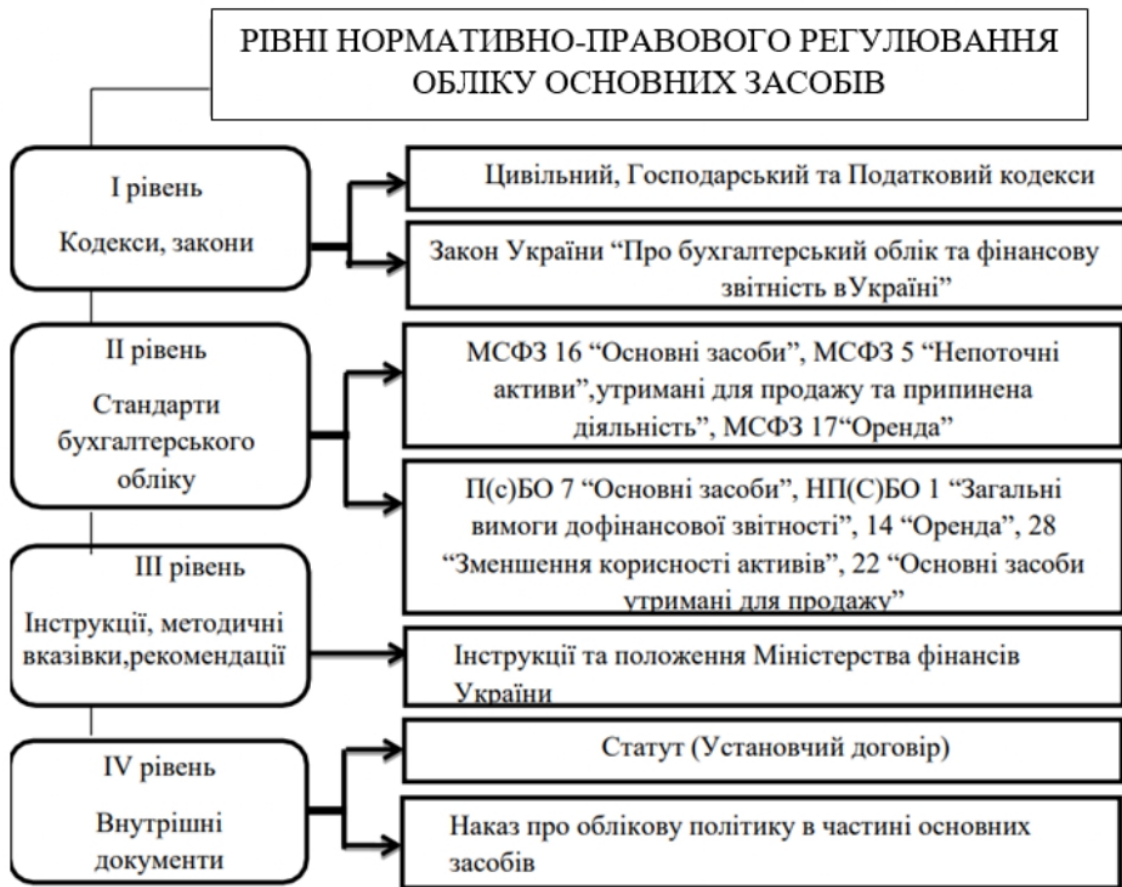 РІВНІ НОРМАТИВНО-ПРАВОВОГО РЕГУЛЮВАННЯ
ОБЛІКУ ОСНОВНИХ ЗАСОБІВ
І рівень
Кодекси, закони
Цивільний, Господарський та Податковий кодекси
Закон України “Про бухгалтерський облік та фінансову
звітність вУкраїні”
ІІ рівень
Стандарти
бухгалтерського
обліку
МСФЗ 16 “Основні засоби”, МСФЗ 5 “Непоточні
активи”,утримані для продажу та припинена
діяльність”, МСФЗ 17“Оренда”
П(с)БО 7 “Основні засоби”, НП(С)БО 1 “Загальні
вимоги дофінансової звітності”, 14 “Оренда”, 28
“Зменшення корисності активів”, 22 “Основні засоби
утримані для продажу”
ІІІ рівень
Інструкції, методичні
вказівки,рекомендації
Інструкції та положення Міністерства фінансів
України
IV рівень
Внутрішні
документи
Статут (Установчий договір)
Наказ про облікову політику в частині основних
засобів